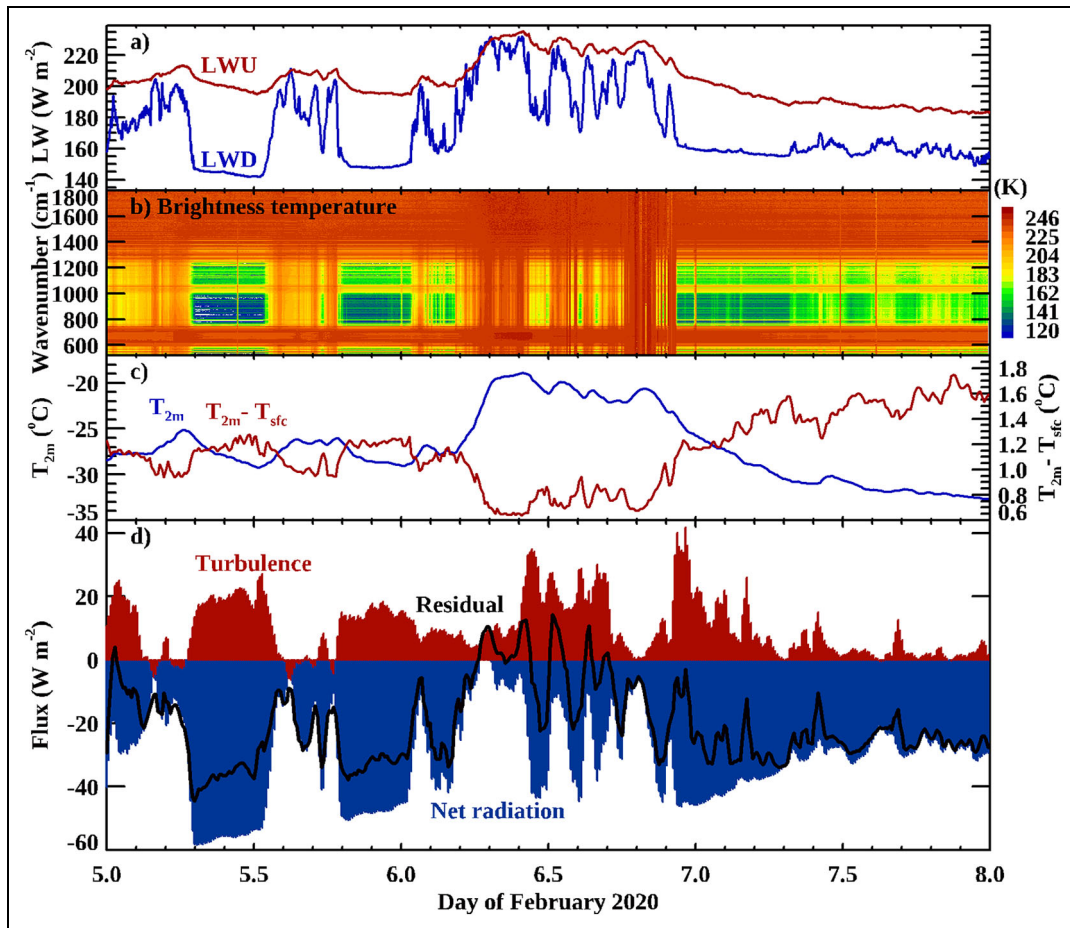 a)
LW (W m-2)
220
200
180
160
140
LWU
LWD
b) Brightness temperature
Wavenumber (cm-1)
1800
1600
1400
1200
1000
800
600
(K)
246
225
204
183
162
141
120
c)
T2m (°C)
-20
-25
-30
-35
T2m
T2m- Tsfc
1.8
1.6
1.4
1.2
1.0
0.8
0.6
T2m- Tsfc (°C)
d)
Flux (W m-2)
40
20
0
-20
-40
-60
Turbulence
Residual
Net radiation
5.0 5.5 6.0 6.5 7.0 7.5 8.0
Day of February 2020